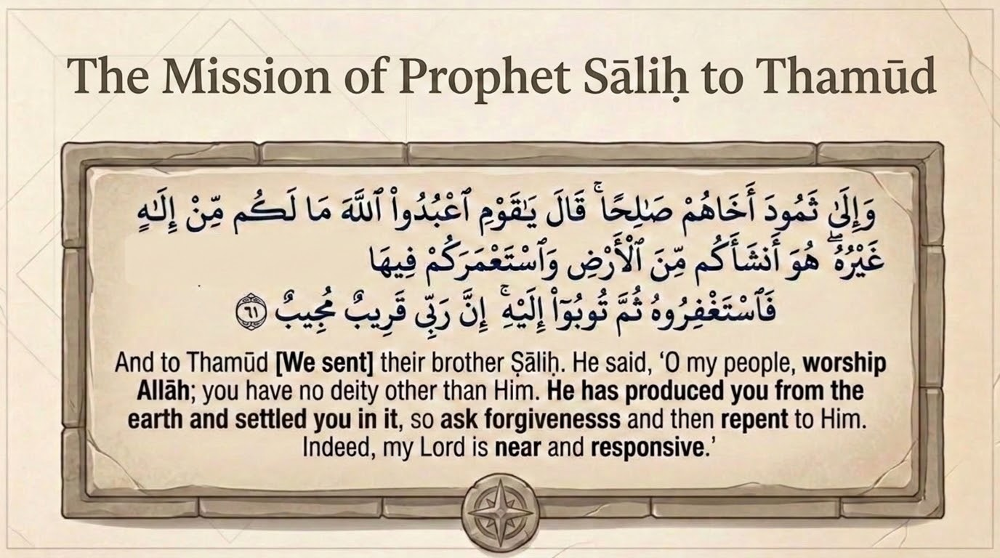 The Mission of Prophet Sāliḥ to Thamūd
وَإِلَىٰ ثَمُودَ أَخَاهُمْ صَـٰلِحًا ۚ قَالَ يَـٰقَوْمِ ٱعْبُدُوا۟ ٱللَّهَ مَا لَكُم مِّنْ إِلَـٰهٍ
غَيْرُهُۥ ۖ هُوَ أَنشَأَكُم مِّنَ ٱلْأَرْضِ وَٱسْتَعْمَرَكُمْ فِيهَا
فَٱسْتَغْفِرُوهُ ثُمَّ تُوبُوٓا۟ إِلَيْهِ ۚ إِنَّ رَبِّى قَرِيبٌ مُّجِيبٌ ٦١
And to Thamūd [We sent] their brother Ṣāliḥ. He said, ‘O my people, worship
Allāh; you have no deity other than Him. He has produced you from the
earth and settled you in it, so ask forgivenesss and then repent to Him.
Indeed, my Lord is near and responsive.’